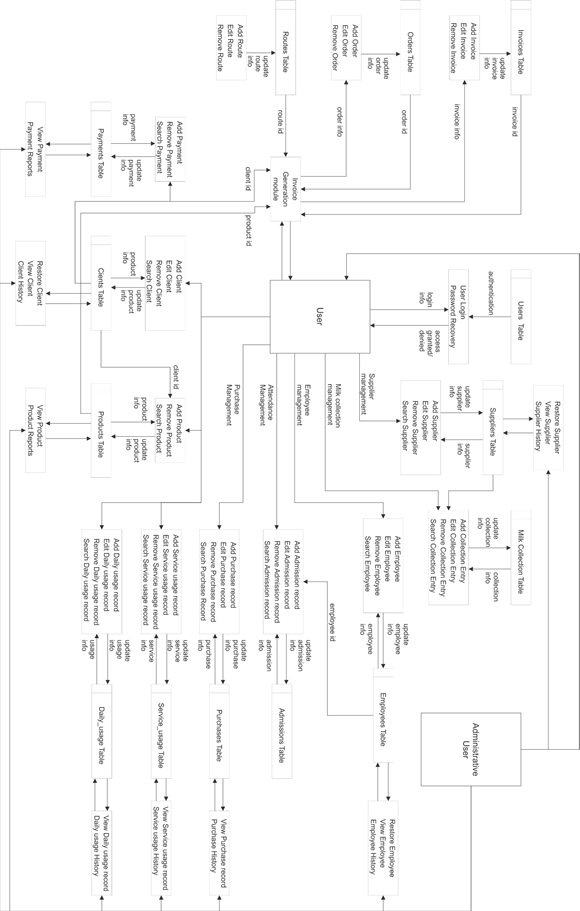 Invoices Table
update
invoice
info
invoice id
Add Invoice
Edit Invoice
Remove Invoice
invoice info
Orders Table
update
order
info
order id
Add Order
Edit Order
Remove Order
order info
Routes Table
update
route
info
route id
Add Route
Edit Route
Remove Route
Invoice
Generation
module
client id
product id
Users Table
authentication
User Login
Password Recovery
login
info
access
granted/
denied
User
Restore Supplier
View Supplier
Supplier History
Suppliers Table
update
supplier
info
supplier
info
Add Supplier
Edit Supplier
Remove Supplier
Search Supplier
Supplier
management
Milk collection
management
Employee
management
Attendance
Management
Purchase
Management
Milk Collection Table
update
collection
collection
info
Add Collection Entry
Edit Collection Entry
Remove Collection Entry
Search Collection Entry
Administrative
User
Add Employee
Edit Employee
Remove Employee
Search Employee
update
employee
info
employee
info
Employees Table
Restore Employee
View Employee
Employee History
employee id
Add Admission record
Edit Admission record
Remove Admission record
Search Admission record
update
admission
info
admission
info
Admissions Table
Add Purchase record
Edit Purchase record
Remove Purchase record
Search Purchase Record
update
purchase
info
purchase
info
Purchases Table
View Purchase record
Purchase History
Add Service usage record
Edit Service usage record
Remove Service usage record
Search Service usage record
update
service
info
service
info
Service_usage Table
View Service usage record
Service usage History
Add Daily usage record
Edit Daily usage record
Remove Daily usage record
Search Daily usage record
update
usage
info
usage
info
Daily_usage Table
View Daily usage record
Daily usage History
Add Payment
Remove Payment
Search Payment
payment
info
update
payment
info
Payments Table
View Payment
Payment Reports
Add Client
Edit Client
Remove Client
Search Client
product
info
update
product
info
Clients Table
Restore Client
View Client
Client History
client id
Add Product
Remove Product
Search Product
product
info
update
product
info
Products Table
View Product
Product Reports